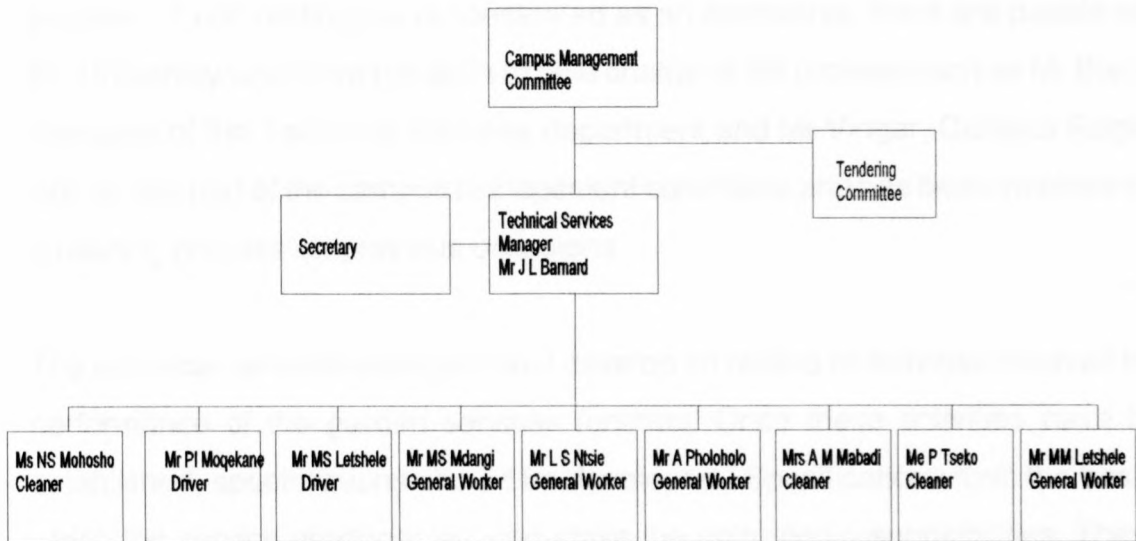 Campus Management
Committee
Tendering
Committee
Secretary
Technical Services
Manager
Mr J L Barnard
Ms NS Mohosho
Cleaner
Mr PI Moqekane
Driver
Mr MS Letshele
Driver
Mr MS Mdangi
General Worker
Mr L S Ntsie
General Worker
Mr A Pholoholo
General Worker
Mrs A M Mabadi
Cleaner
Me P Tseko
Cleaner
Mr MM Letshele
General Worker